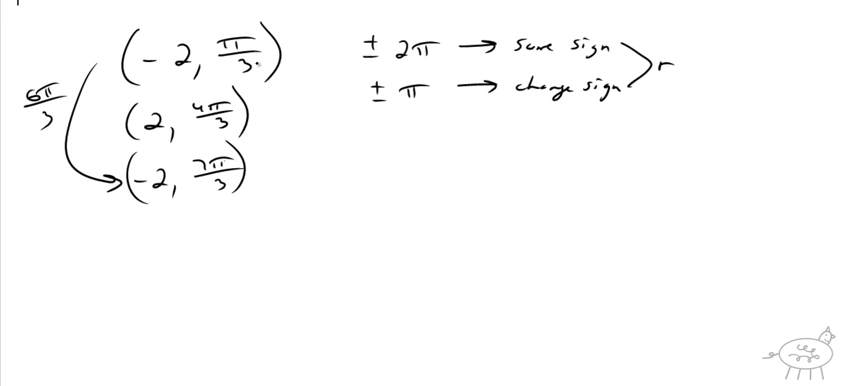 (-2, π/3)
± 2π → same sign
r
± π → change sign
6π/3
(2, 4π/3)
(-2, 7π/3)